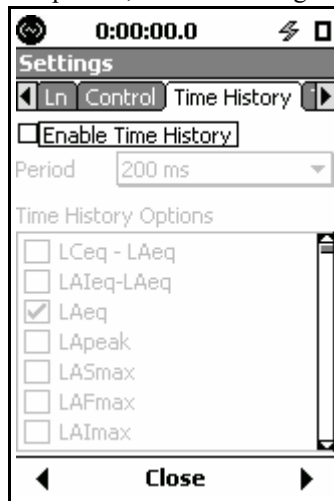 0:00:00.0
Settings
Ln Control Time History
Enable Time History
Period 200 ms
Time History Options
LCeq - LAeq
LAIeq-LAeq
LAeq
LApeak
LASmax
LAFmax
LAImax
Close